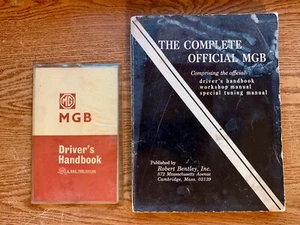 MG
MGB
Driver's
Handbook
THE COMPLETE
OFFICIAL MGB
Comprising the official:
driver's handbook
workshop manual
special tuning manual
Published by
Robert Bentley, Inc.
872 Massachusetts Avenue
Cambridge, Mass. 02139